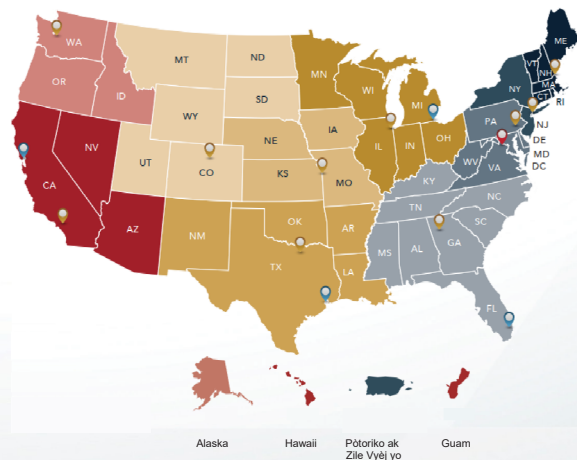 WA
OR
ID
MT
ND
SD
WY
NE
UT
CO
KS
CA
NV
AZ
NM
OK
TX
AR
LA
MN
WI
MI
IA
MO
IL
IN
OH
KY
TN
MS
AL
GA
SC
NC
FL
WV
VA
PA
NY
VT
NH
ME
MA
CT
RI
NJ
DE
MD
DC
Alaska
Hawaii
Pòtoriko ak
Zile Vyèj yo
Guam